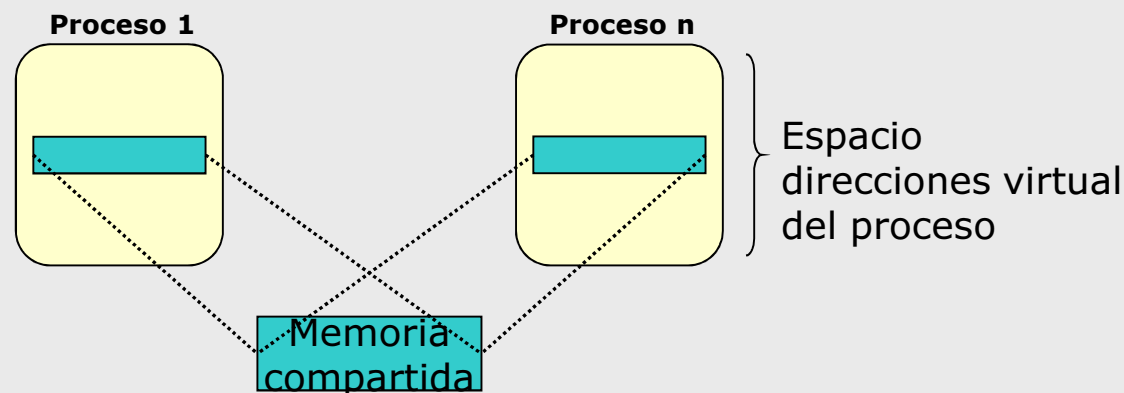 Proceso 1
Proceso n
Espacio
direcciones virtual
del proceso
Memoria
compartida